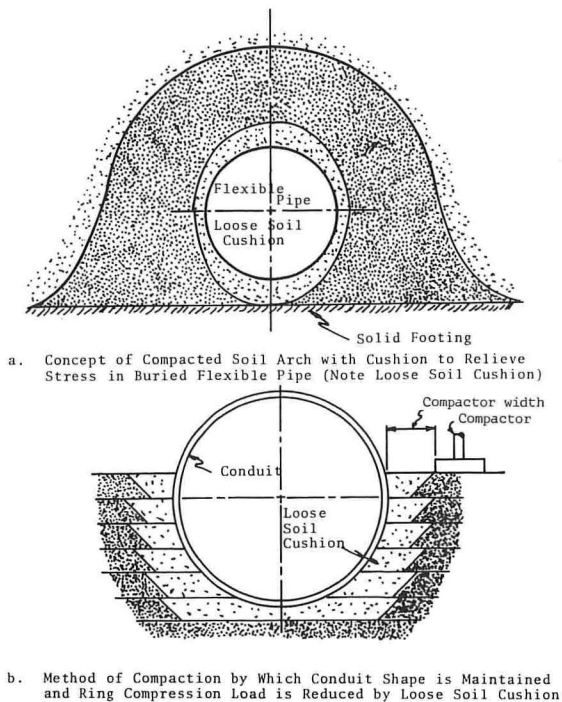 Flexible
Pipe
Loose Soil
Cushion
Solid Footing
a. Concept of Compacted Soil Arch with Cushion to Relieve
Stress in Buried Flexible Pipe (Note Loose Soil Cushion)
Compactor width
Compactor
Conduit
Loose
Soil
Cushion
b. Method of Compaction by Which Conduit Shape is Maintained
and Ring Compression Load is Reduced by Loose Soil Cushion